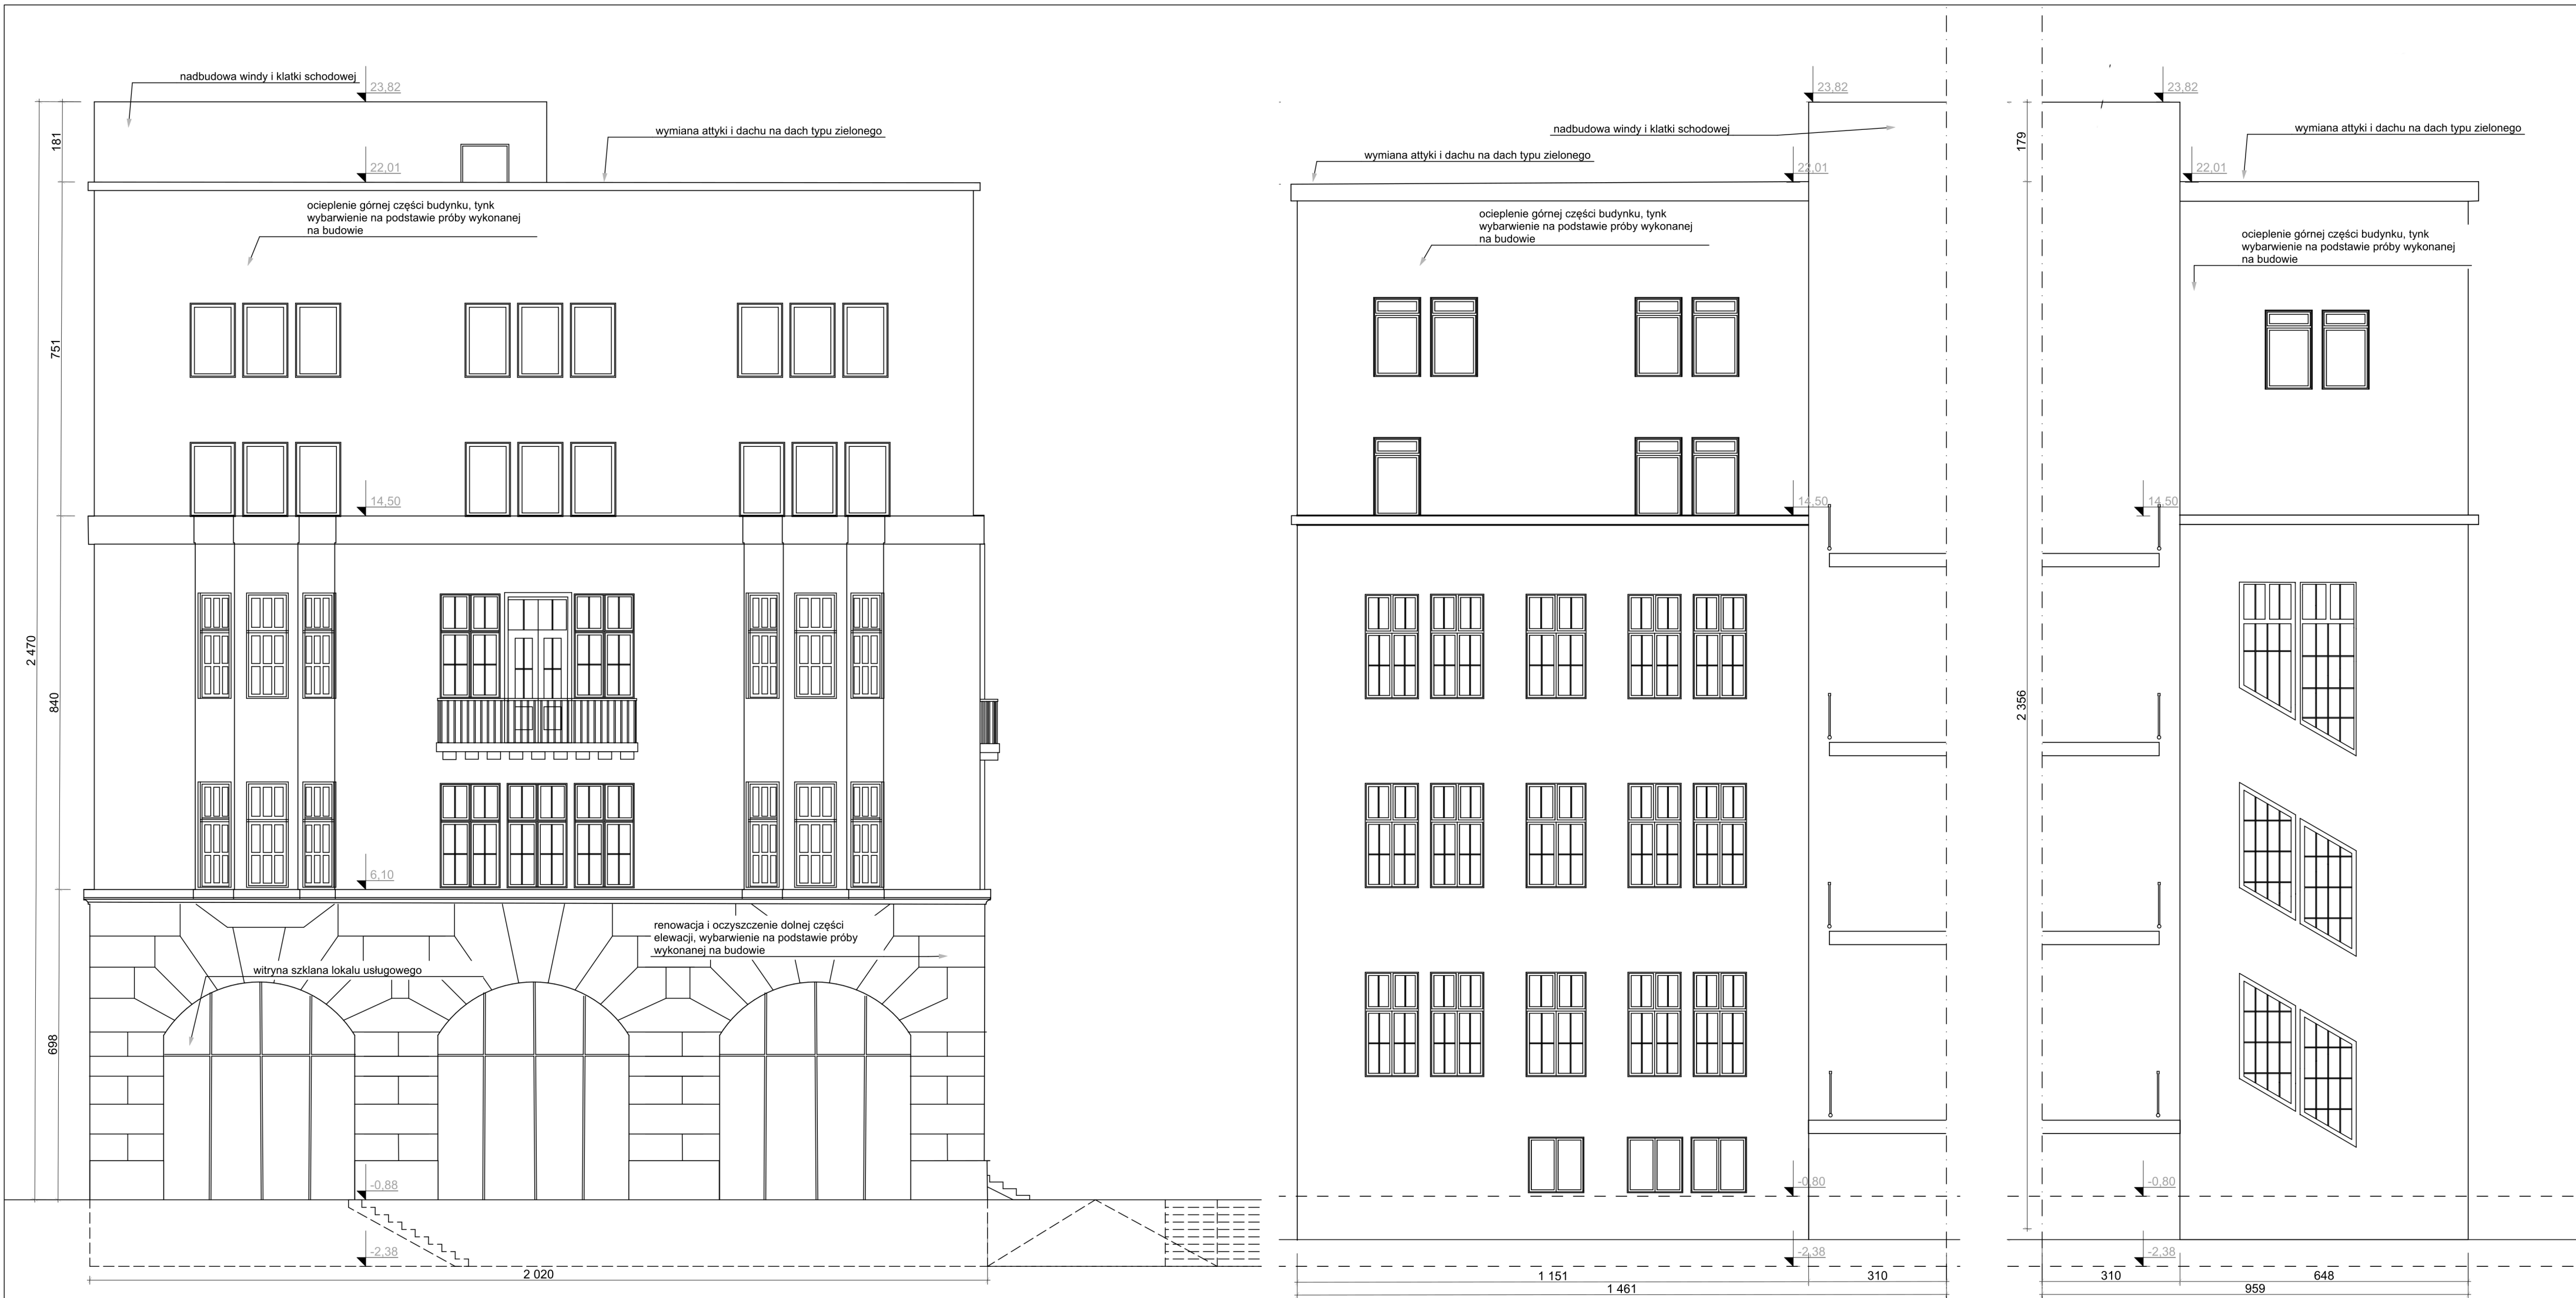 nadbudowa windy i klatki schodowej
23,82
wymiana attyki i dachu na dach typu zielonego
181
22,01
ocieplenie górnej części budynku, tynk
wybarwienie na podstawie próby wykonanej
na budowie
751
14,50
2 470
840
6,10
renowacja i oczyszczenie dolnej części
elewacji, wybarwienie na podstawie próby
wykonanej na budowie
witryna szklana lokalu usługowego
698
-0,88
-2,38
2 020
23,82
nadbudowa windy i klatki schodowej
wymiana attyki i dachu na dach typu zielonego
22,01
ocieplenie górnej części budynku, tynk
wybarwienie na podstawie próby wykonanej
na budowie
14,50
-0,80
-2,38
1 151
310
1 461
23,82
179
wymiana attyki i dachu na dach typu zielonego
22,01
ocieplenie górnej części budynku, tynk
wybarwienie na podstawie próby wykonanej
na budowie
14,50
2 356
-0,80
-2,38
310
648
959